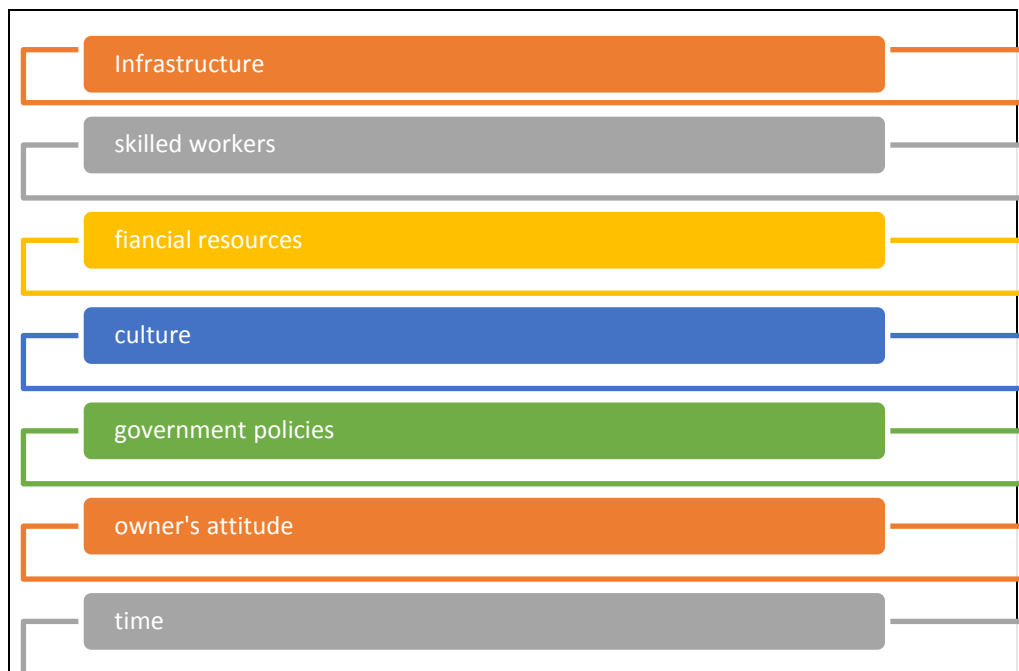 Infrastructure
skilled workers
fiancial resources
culture
government policies
owner's attitude
time